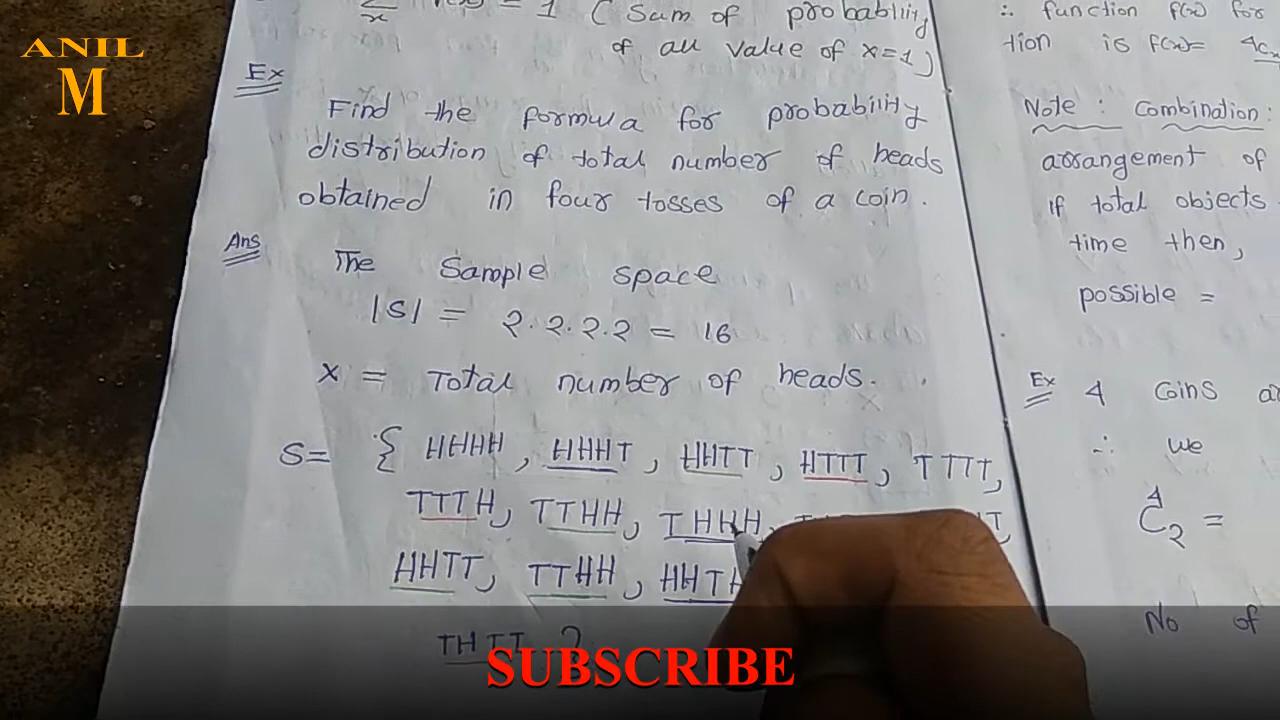 ANIL
M
= 1 (Sum of probability
of all value of x=1)
Ex
Find the formula for probability
distribution of total number of heads
obtained in four tosses of a coin.
Ans
The Sample space
|S| = 2.2.2.2 = 16
X = Total number of heads.
S= { HHHH, HHHT, HHTT, HTTT, TTTT,
TTTH, TTHH, THHH,
HHTT, TTHH, HHTH
THTT }
∴ function f(x) for
tion is f(x)= 4Cx
Note: Combination:
arrangement of
if total objects
time then,
possible =
Ex 4 coins
∴ we
4C2 =
No of
SUBSCRIBE